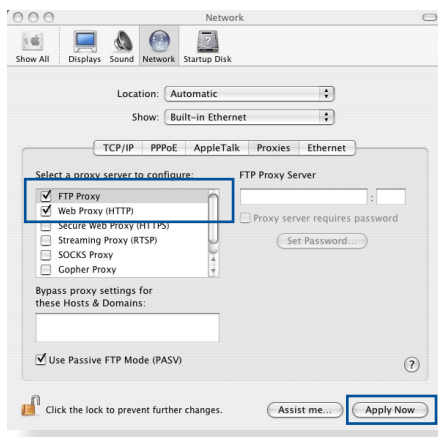 Network
Show All Displays Sound Network Startup Disk
Location: Automatic
Show: Built-in Ethernet
TCP/IP PPPoE AppleTalk Proxies Ethernet
Select a proxy server to configure:
FTP Proxy
Web Proxy (HTTP)
Secure Web Proxy (HTTPS)
Streaming Proxy (RTSP)
SOCKS Proxy
Gopher Proxy
FTP Proxy Server
:
Proxy server requires password
Set Password...
Bypass proxy settings for
these Hosts & Domains:
Use Passive FTP Mode (PASV)
?
Click the lock to prevent further changes.
Assist me... Apply Now